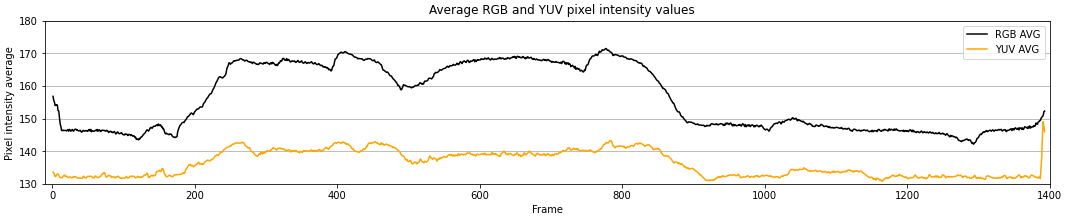 Average RGB and YUV pixel intensity values
180
170
160
150
140
130
Pixel intensity average
RGB AVG
YUV AVG
0
200
400
600
800
1000
1200
1400
Frame